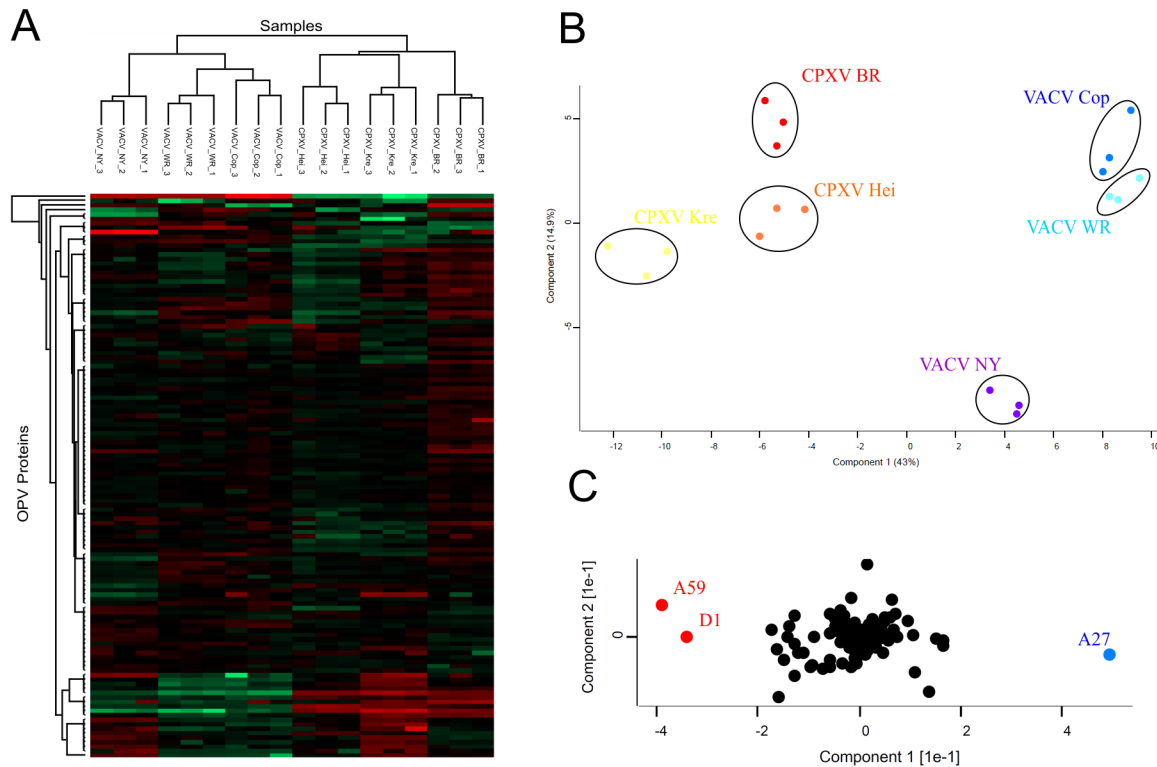 A
Samples
VACV_NY_3
VACV_NY_2
VACV_NY_1
VACV_WR_3
VACV_WR_2
VACV_WR_1
VACV_Cop_3
VACV_Cop_2
VACV_Cop_1
CPXV_Hei_3
CPXV_Hei_2
CPXV_Hei_1
CPXV_Kre_3
CPXV_Kre_2
CPXV_Kre_1
CPXV_BR_2
CPXV_BR_3
CPXV_BR_1
OPV Proteins
B
CPXV BR
VACV Cop
CPXV Hei
CPXV Kre
VACV WR
VACV NY
Component 2 (14.9%)
5
0
-5
-12
-10
-8
-6
-4
-2
0
2
4
6
8
10
Component 1 (43%)
C
A59
D1
A27
Component 2 [1e-1]
0
-4
-2
0
2
4
Component 1 [1e-1]